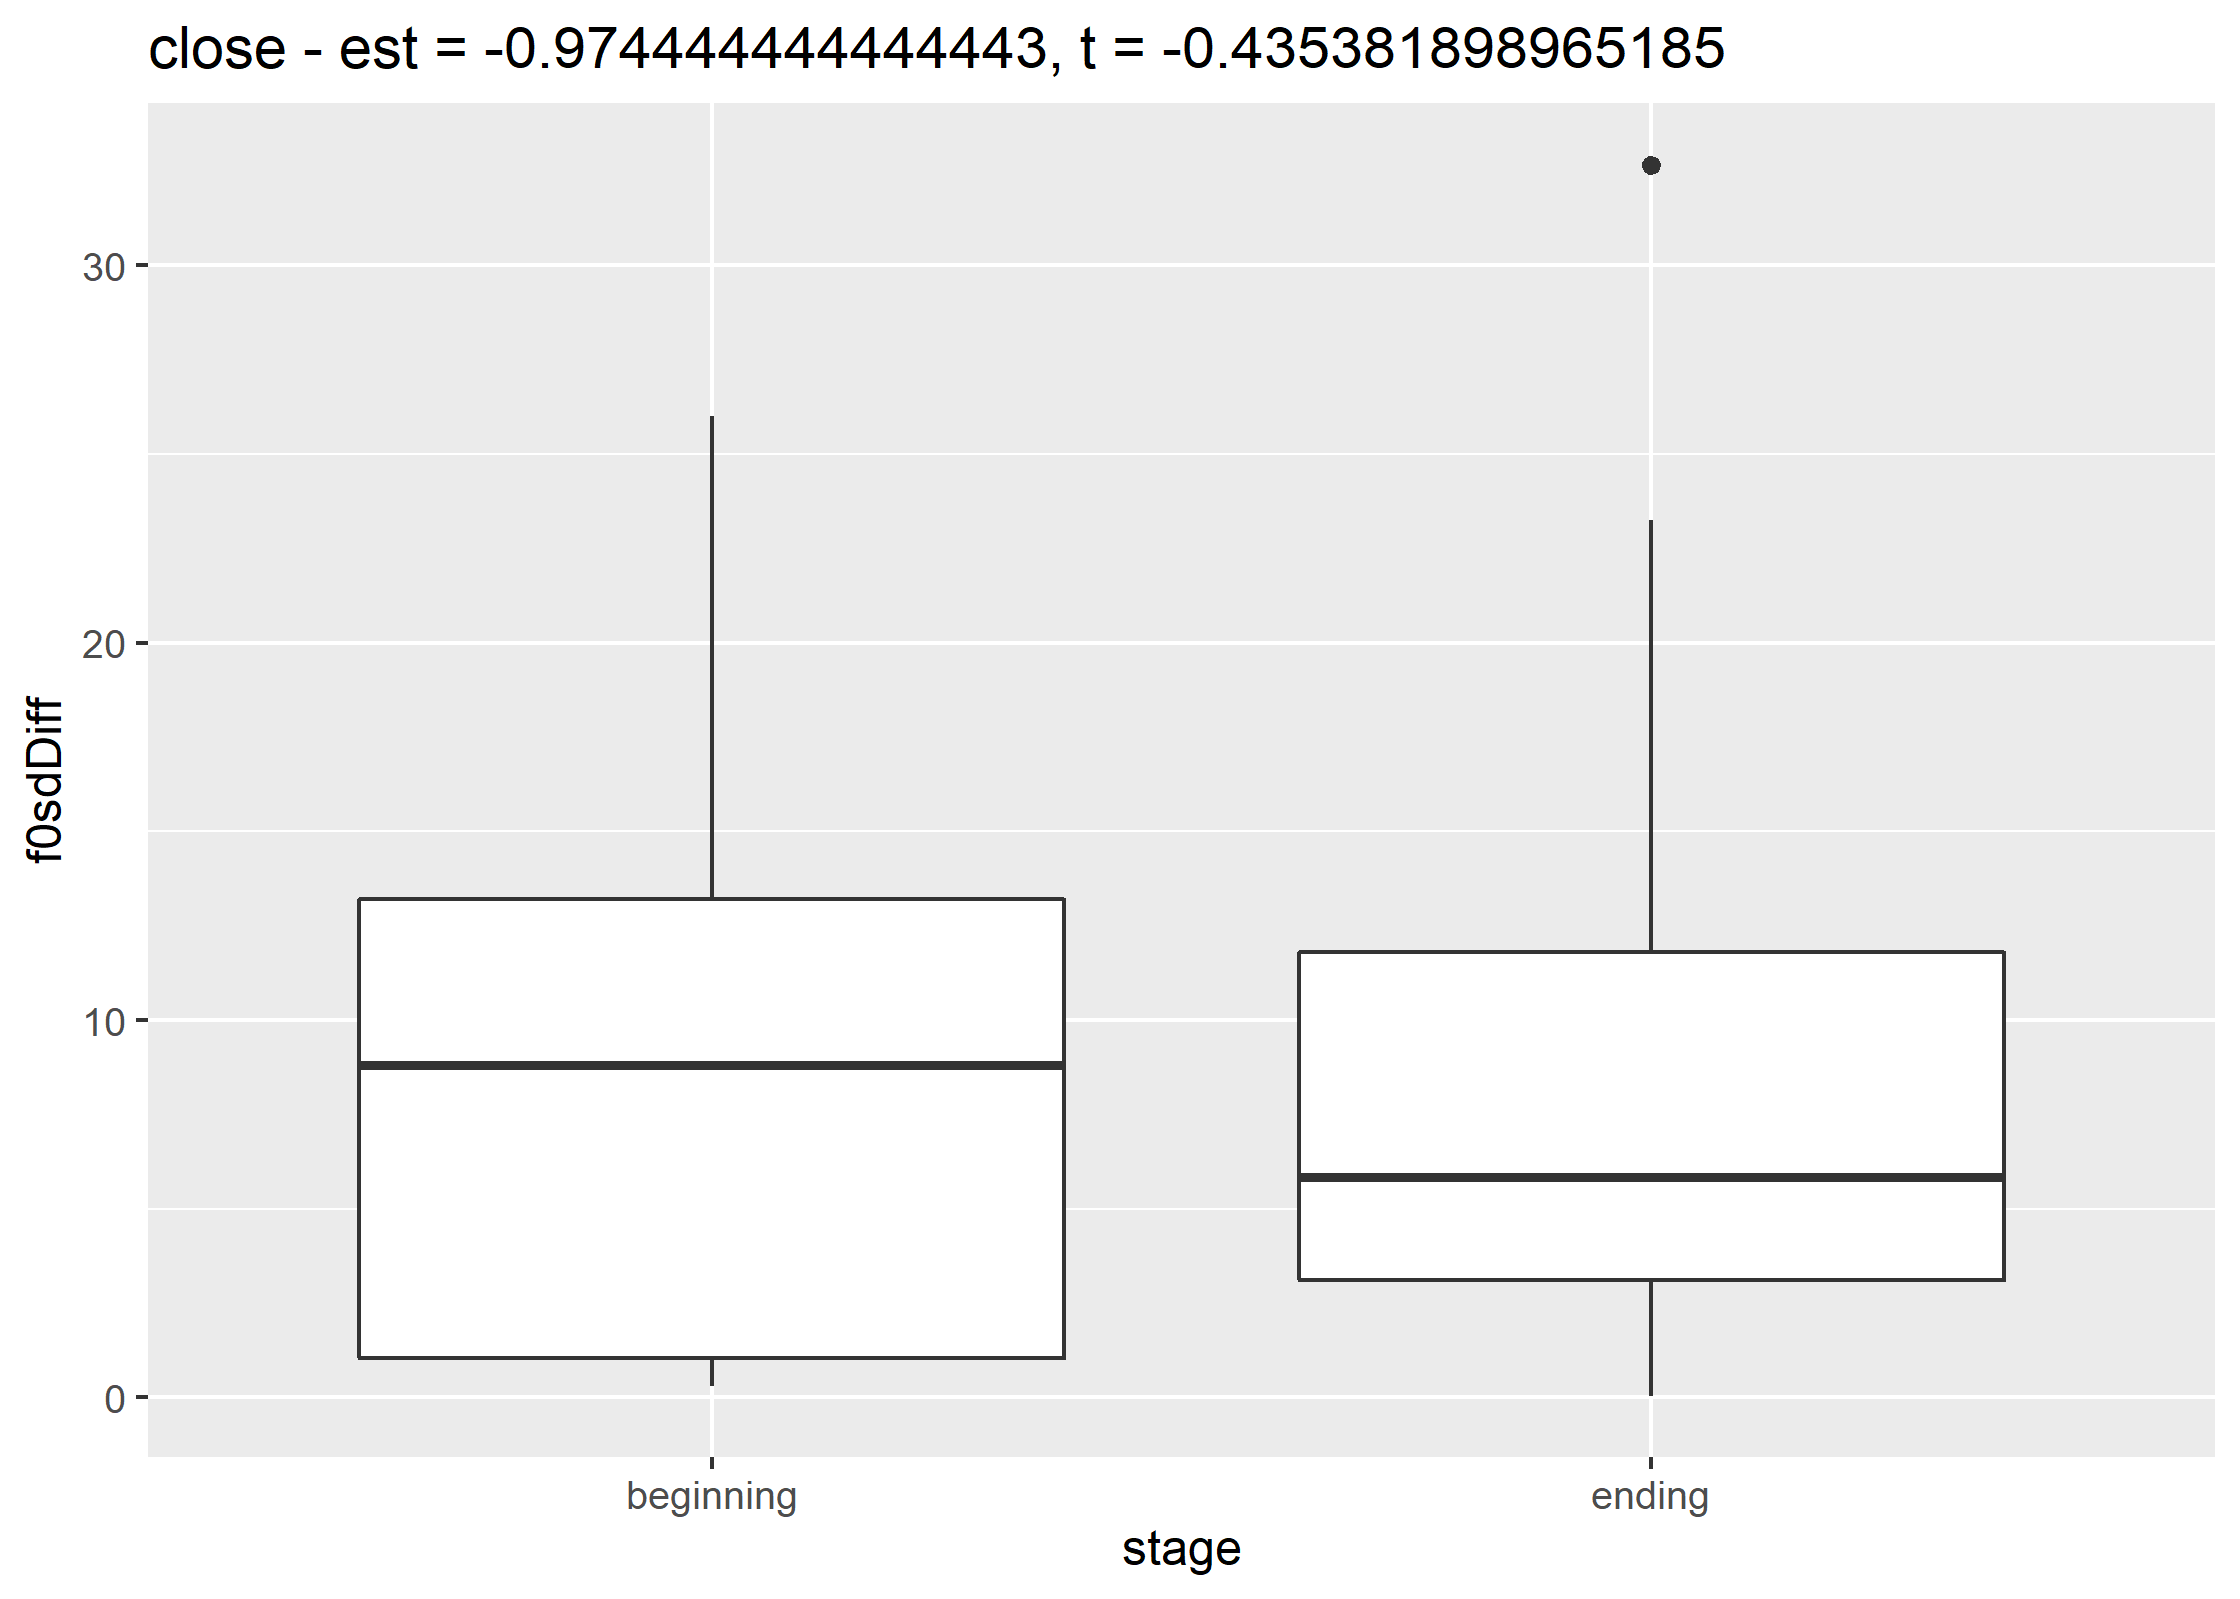 close - est = -0.974444444444443, t = -0.435381898965185
f0sdDiff
30
20
10
0
beginning
ending
stage